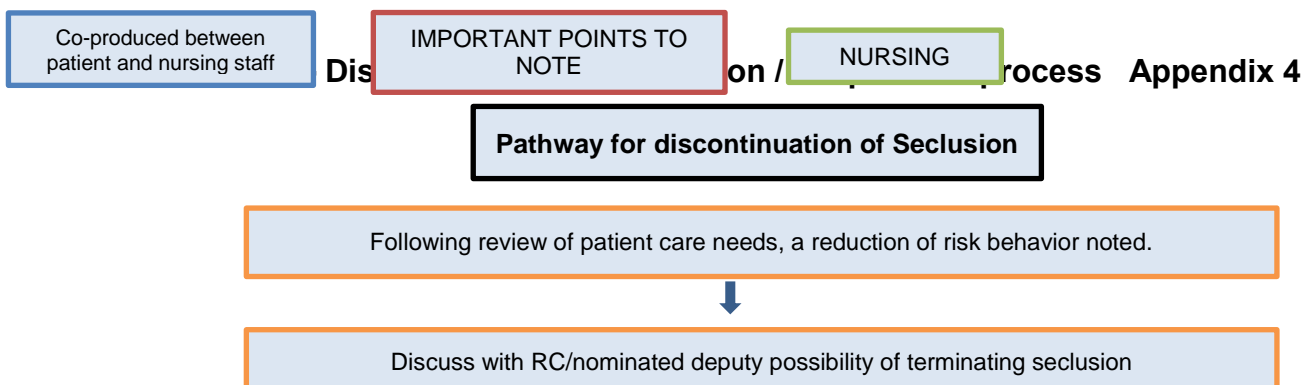 Co-produced between
patient and nursing staff
IMPORTANT POINTS TO
NOTE
NURSING
Dis on / process Appendix 4
Pathway for discontinuation of Seclusion
Following review of patient care needs, a reduction of risk behavior noted.
Discuss with RC/nominated deputy possibility of terminating seclusion